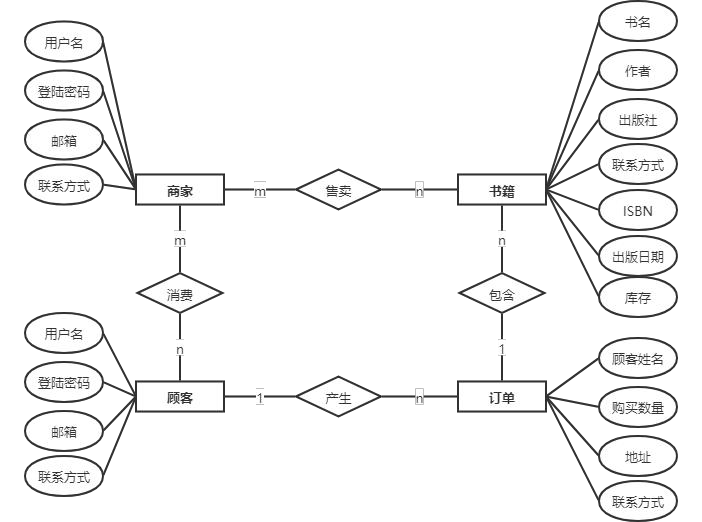 用户名
登陆密码
邮箱
联系方式
商家
m
售卖
n
书籍
书名
作者
出版社
联系方式
ISBN
出版日期
库存
m
消费
n
n
包含
1
用户名
登陆密码
邮箱
联系方式
顾客
1
产生
n
订单
顾客姓名
购买数量
地址
联系方式